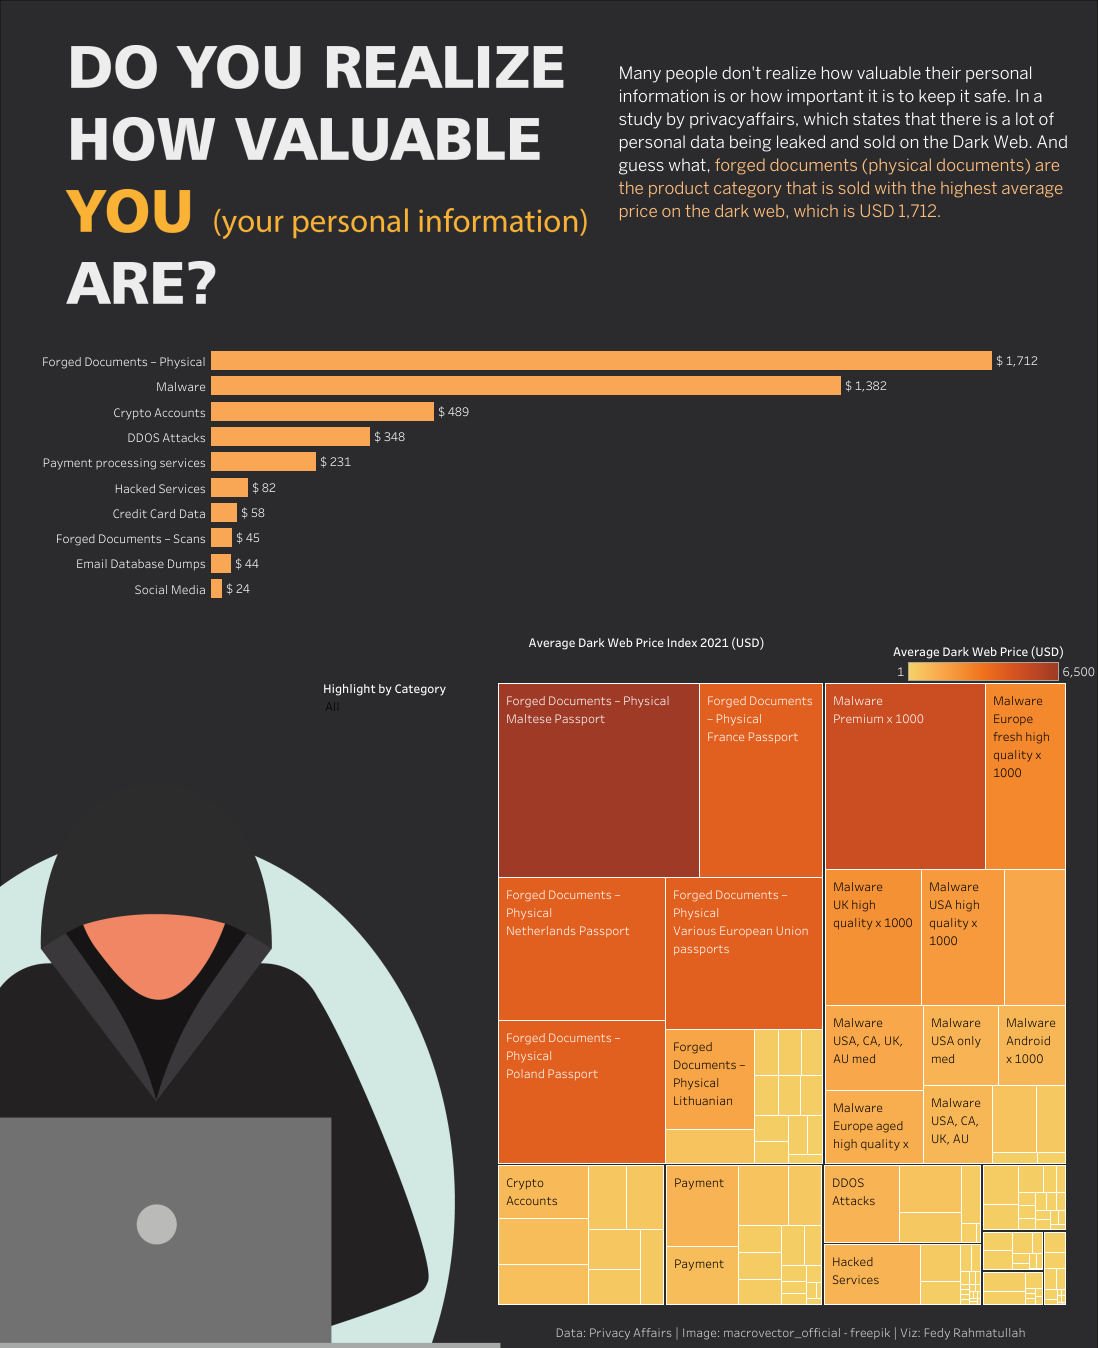 DO YOU REALIZE
HOW VALUABLE
YOU (your personal information)
ARE?
Many people don't realize how valuable their personal
information is or how important it is to keep it safe. In a
study by privacyaffairs, which states that there is a lot of
personal data being leaked and sold on the Dark Web. And
guess what, forged documents (physical documents) are
the product category that is sold with the highest average
price on the dark web, which is USD 1,712.
Forged Documents – Physical $ 1,712
Malware $ 1,382
Crypto Accounts $ 489
DDOS Attacks $ 348
Payment processing services $ 231
Hacked Services $ 82
Credit Card Data $ 58
Forged Documents – Scans $ 45
Email Database Dumps $ 44
Social Media $ 24
Average Dark Web Price Index 2021 (USD)
Average Dark Web Price (USD)
1 6,500
Highlight by Category
All
Forged Documents – Physical
Maltese Passport
Forged Documents
– Physical
France Passport
Malware
Premium x 1000
Malware
Europe
fresh high
quality x
1000
Forged Documents –
Physical
Netherlands Passport
Forged Documents –
Physical
Various European Union
passports
Malware
UK high
quality x 1000
Malware
USA high
quality x
1000
Forged Documents –
Physical
Poland Passport
Forged
Documents –
Physical
Lithuanian
Malware
USA, CA, UK,
AU med
Malware
USA only
med
Malware
Android
x 1000
Malware
Europe aged
high quality x
Malware
USA, CA,
UK, AU
Crypto
Accounts
Payment
Payment
DDOS
Attacks
Hacked
Services
Data: Privacy Affairs | Image: macrovector_official - freepik | Viz: Fedy Rahmatullah